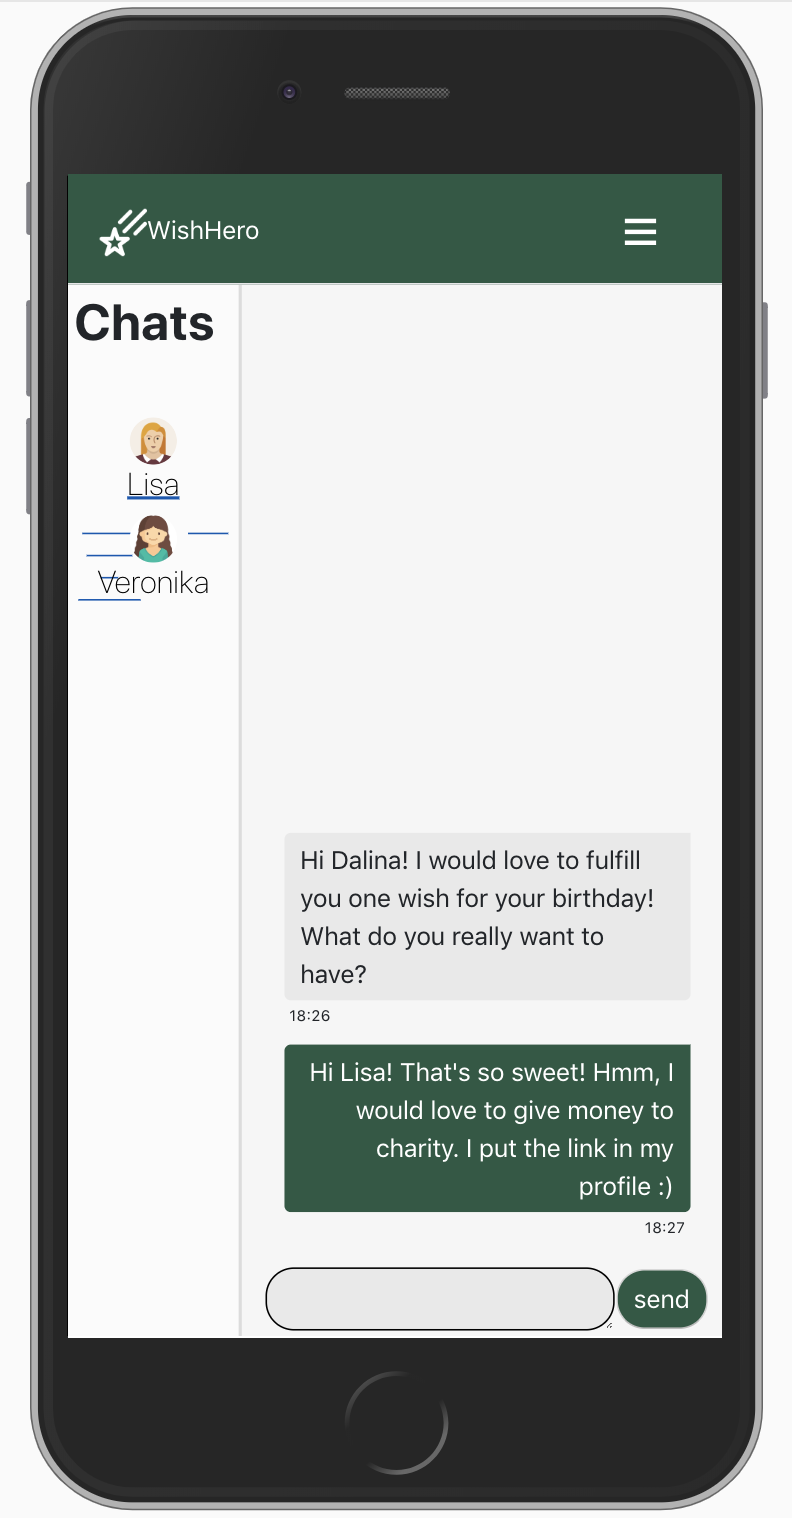 WishHero
Chats
Lisa
Veronika
Hi Dalina! I would love to fulfill
you one wish for your birthday!
What do you really want to
have?
18:26
Hi Lisa! That's so sweet! Hmm, I
would love to give money to
charity. I put the link in my
profile :)
18:27
send